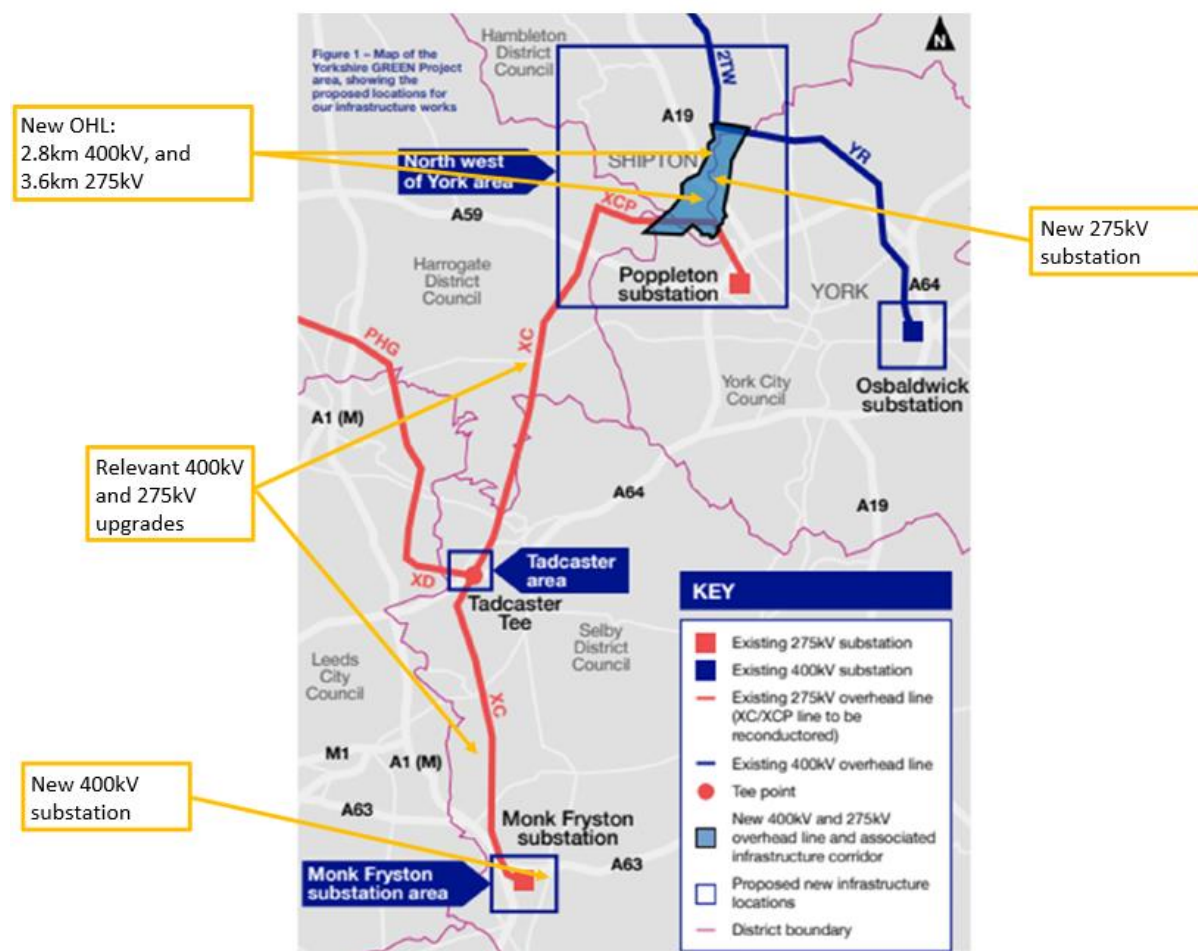 Figure 1 – Map of the
Yorkshire GREEN Project
area, showing the
proposed locations for
our infrastructure works
Hambleton
District
Council
2TW
N
New OHL:
2.8km 400kV, and
3.6km 275kV
A19
SHIPTON
North west
of York area
YR
XCP
A59
New 275kV
substation
Harrogate
District
Council
Poppleton
substation
YORK
A64
PHG
XC
Osbaldwick
substation
York City
Council
A1 (M)
Relevant 400kV
and 275kV
upgrades
A64
A19
Tadcaster
area
XD
Tadcaster
Tee
Selby
District
Council
Leeds
City
Council
XC
M1
A1 (M)
New 400kV
substation
A63
Monk Fryston
substation
A63
Monk Fryston
substation area
KEY
Existing 275kV substation
Existing 400kV substation
Existing 275kV overhead line
(XC/XCP line to be
reconductored)
Existing 400kV overhead line
Tee point
New 400kV and 275kV
overhead line and associated
infrastructure corridor
Proposed new infrastructure
locations
District boundary